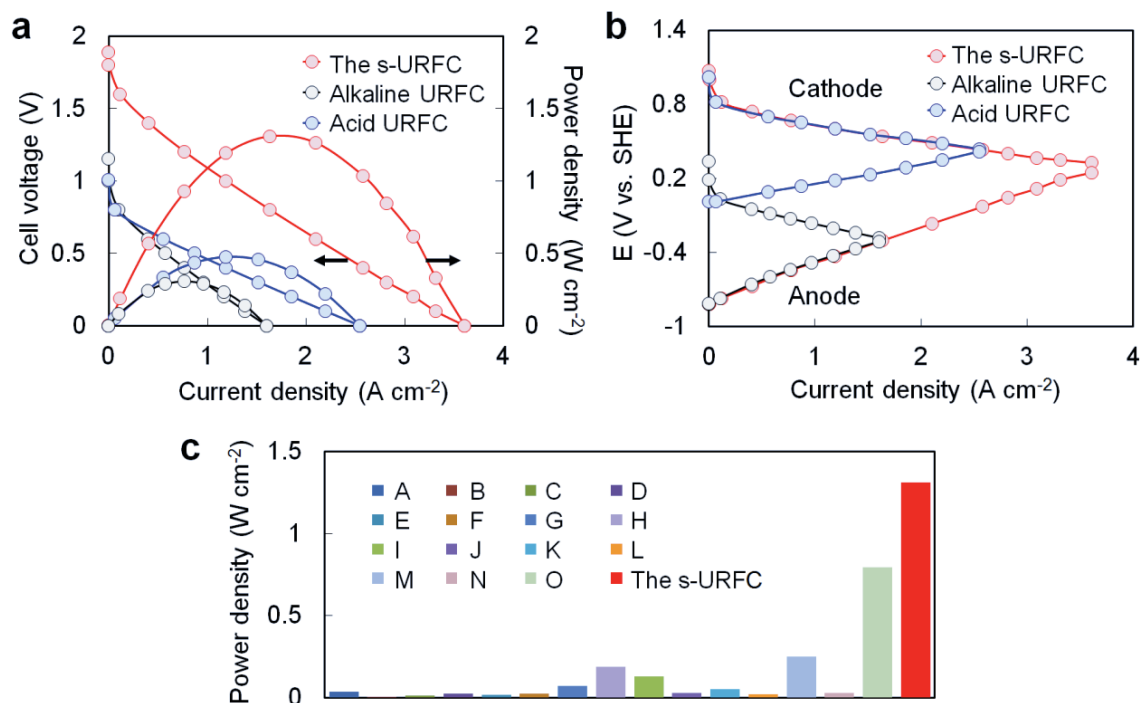 a
2
1.5
1
0.5
0
Cell voltage (V)
The s-URFC
Alkaline URFC
Acid URFC
2
1.5
1
0.5
0
Power density (W cm-2)
0 1 2 3 4
Current density (A cm-2)
b
1.4
0.8
0.2
-0.4
-1
E (V vs. SHE)
The s-URFC
Alkaline URFC
Acid URFC
Cathode
Anode
0 1 2 3 4
Current density (A cm-2)
c
1.5
1
0.5
0
Power density (W cm-2)
A B C D
E F G H
I J K L
M N O The s-URFC